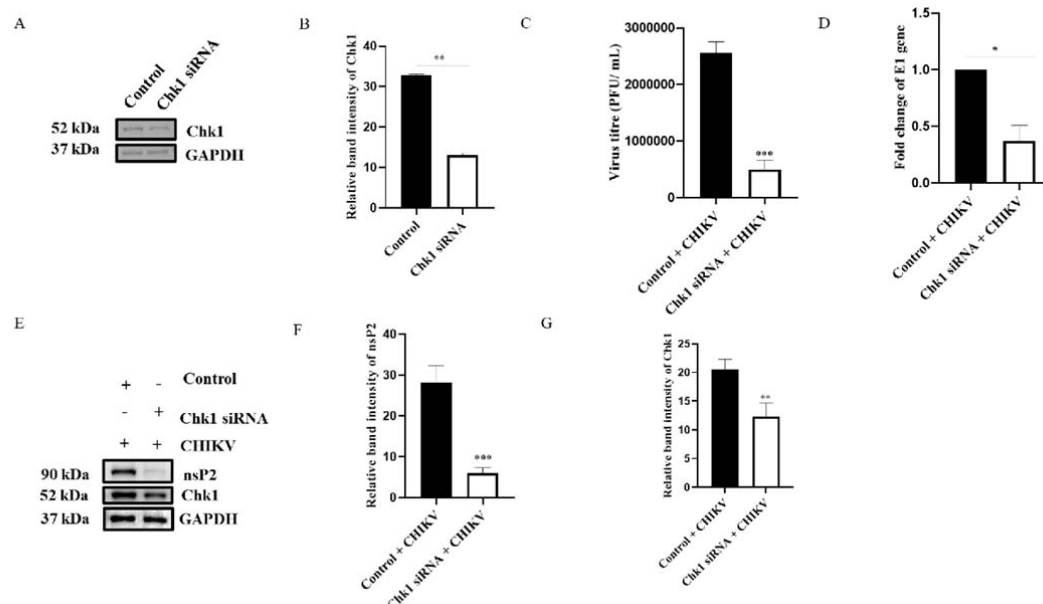 A
Control
Chk1 siRNA
52 kDa
Chk1
37 kDa
GAPDH
B
Relative band intensity of Chk1
40
30
20
10
0
**
Control
Chk1 siRNA
C
Virus titre (PFU/ mL)
3000000
2000000
1000000
0
***
Control + CHIKV
Chk1 siRNA + CHIKV
D
Fold change of E1 gene
1.5
1.0
0.5
0.0
*
Control + CHIKV
Chk1 siRNA + CHIKV
E
+ - Control
- + Chk1 siRNA
+ + CHIKV
90 kDa nsP2
52 kDa Chk1
37 kDa GAPDH
F
Relative band intensity of nsP2
40
30
20
10
0
***
Control + CHIKV
Chk1 siRNA + CHIKV
G
Relative band intensity of Chk1
25
20
15
10
5
0
**
Control + CHIKV
Chk1 siRNA + CHIKV